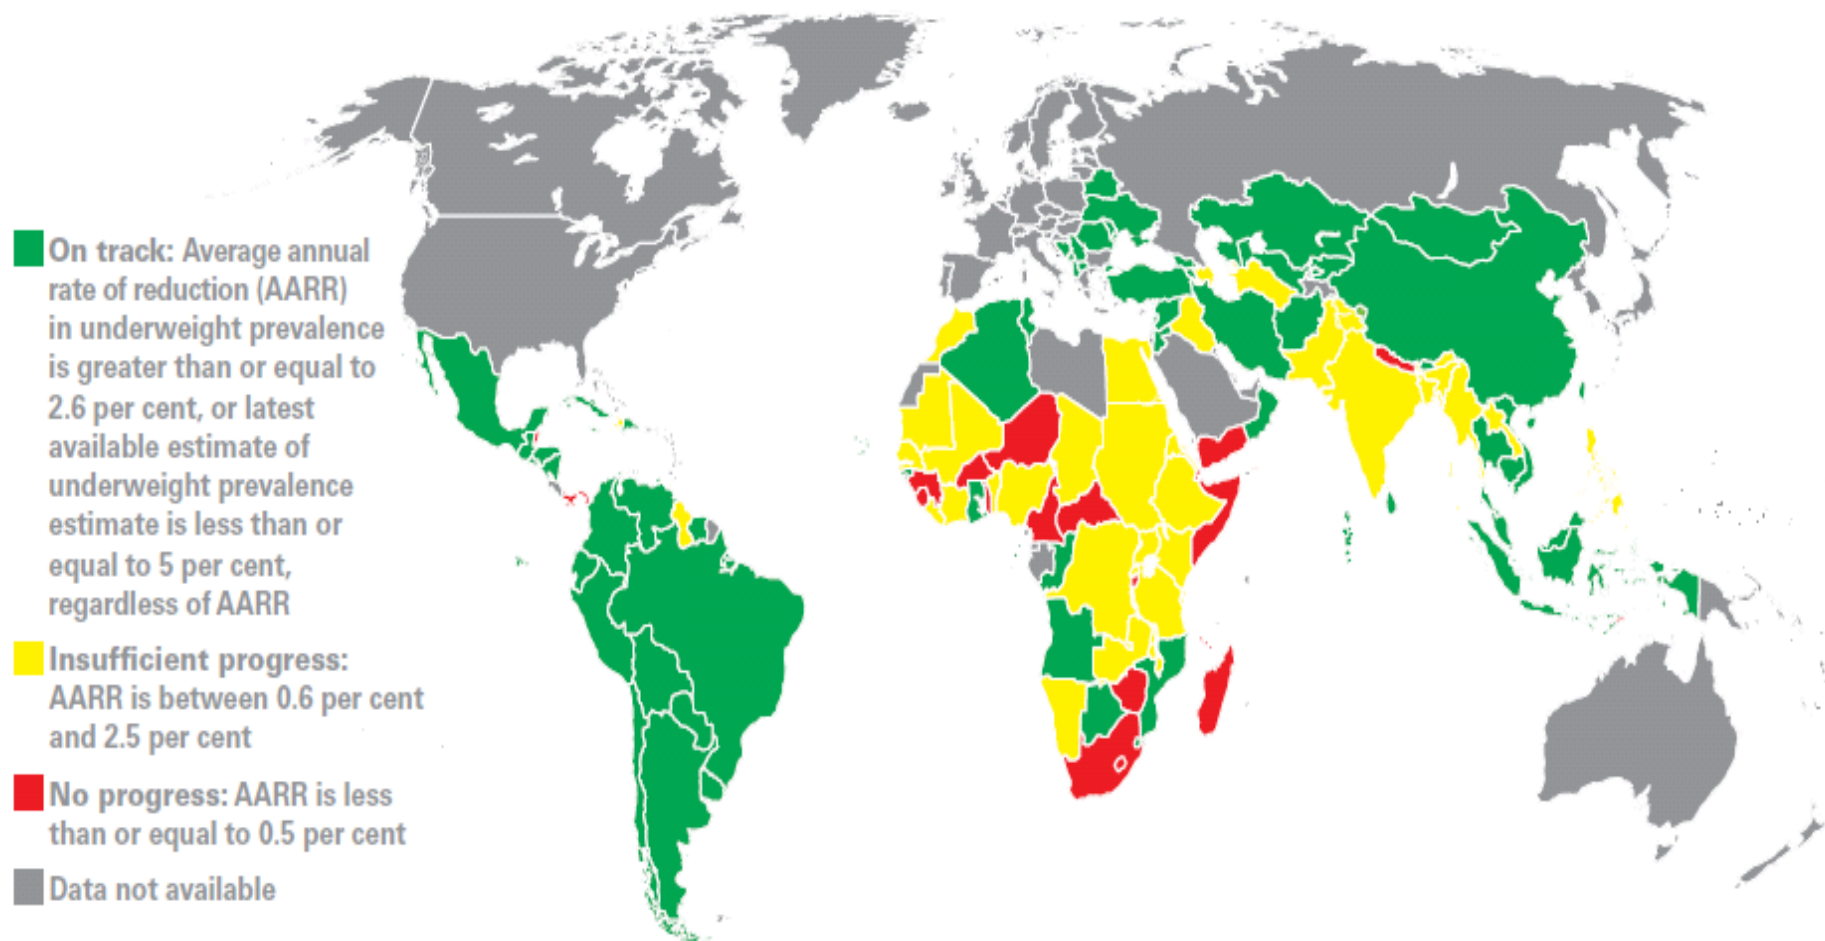 On track: Average annual
rate of reduction (AARR)
in underweight prevalence
is greater than or equal to
2.6 per cent, or latest
available estimate of
underweight prevalence
estimate is less than or
equal to 5 per cent,
regardless of AARR
Insufficient progress:
AARR is between 0.6 per cent
and 2.5 per cent
No progress: AARR is less
than or equal to 0.5 per cent
Data not available